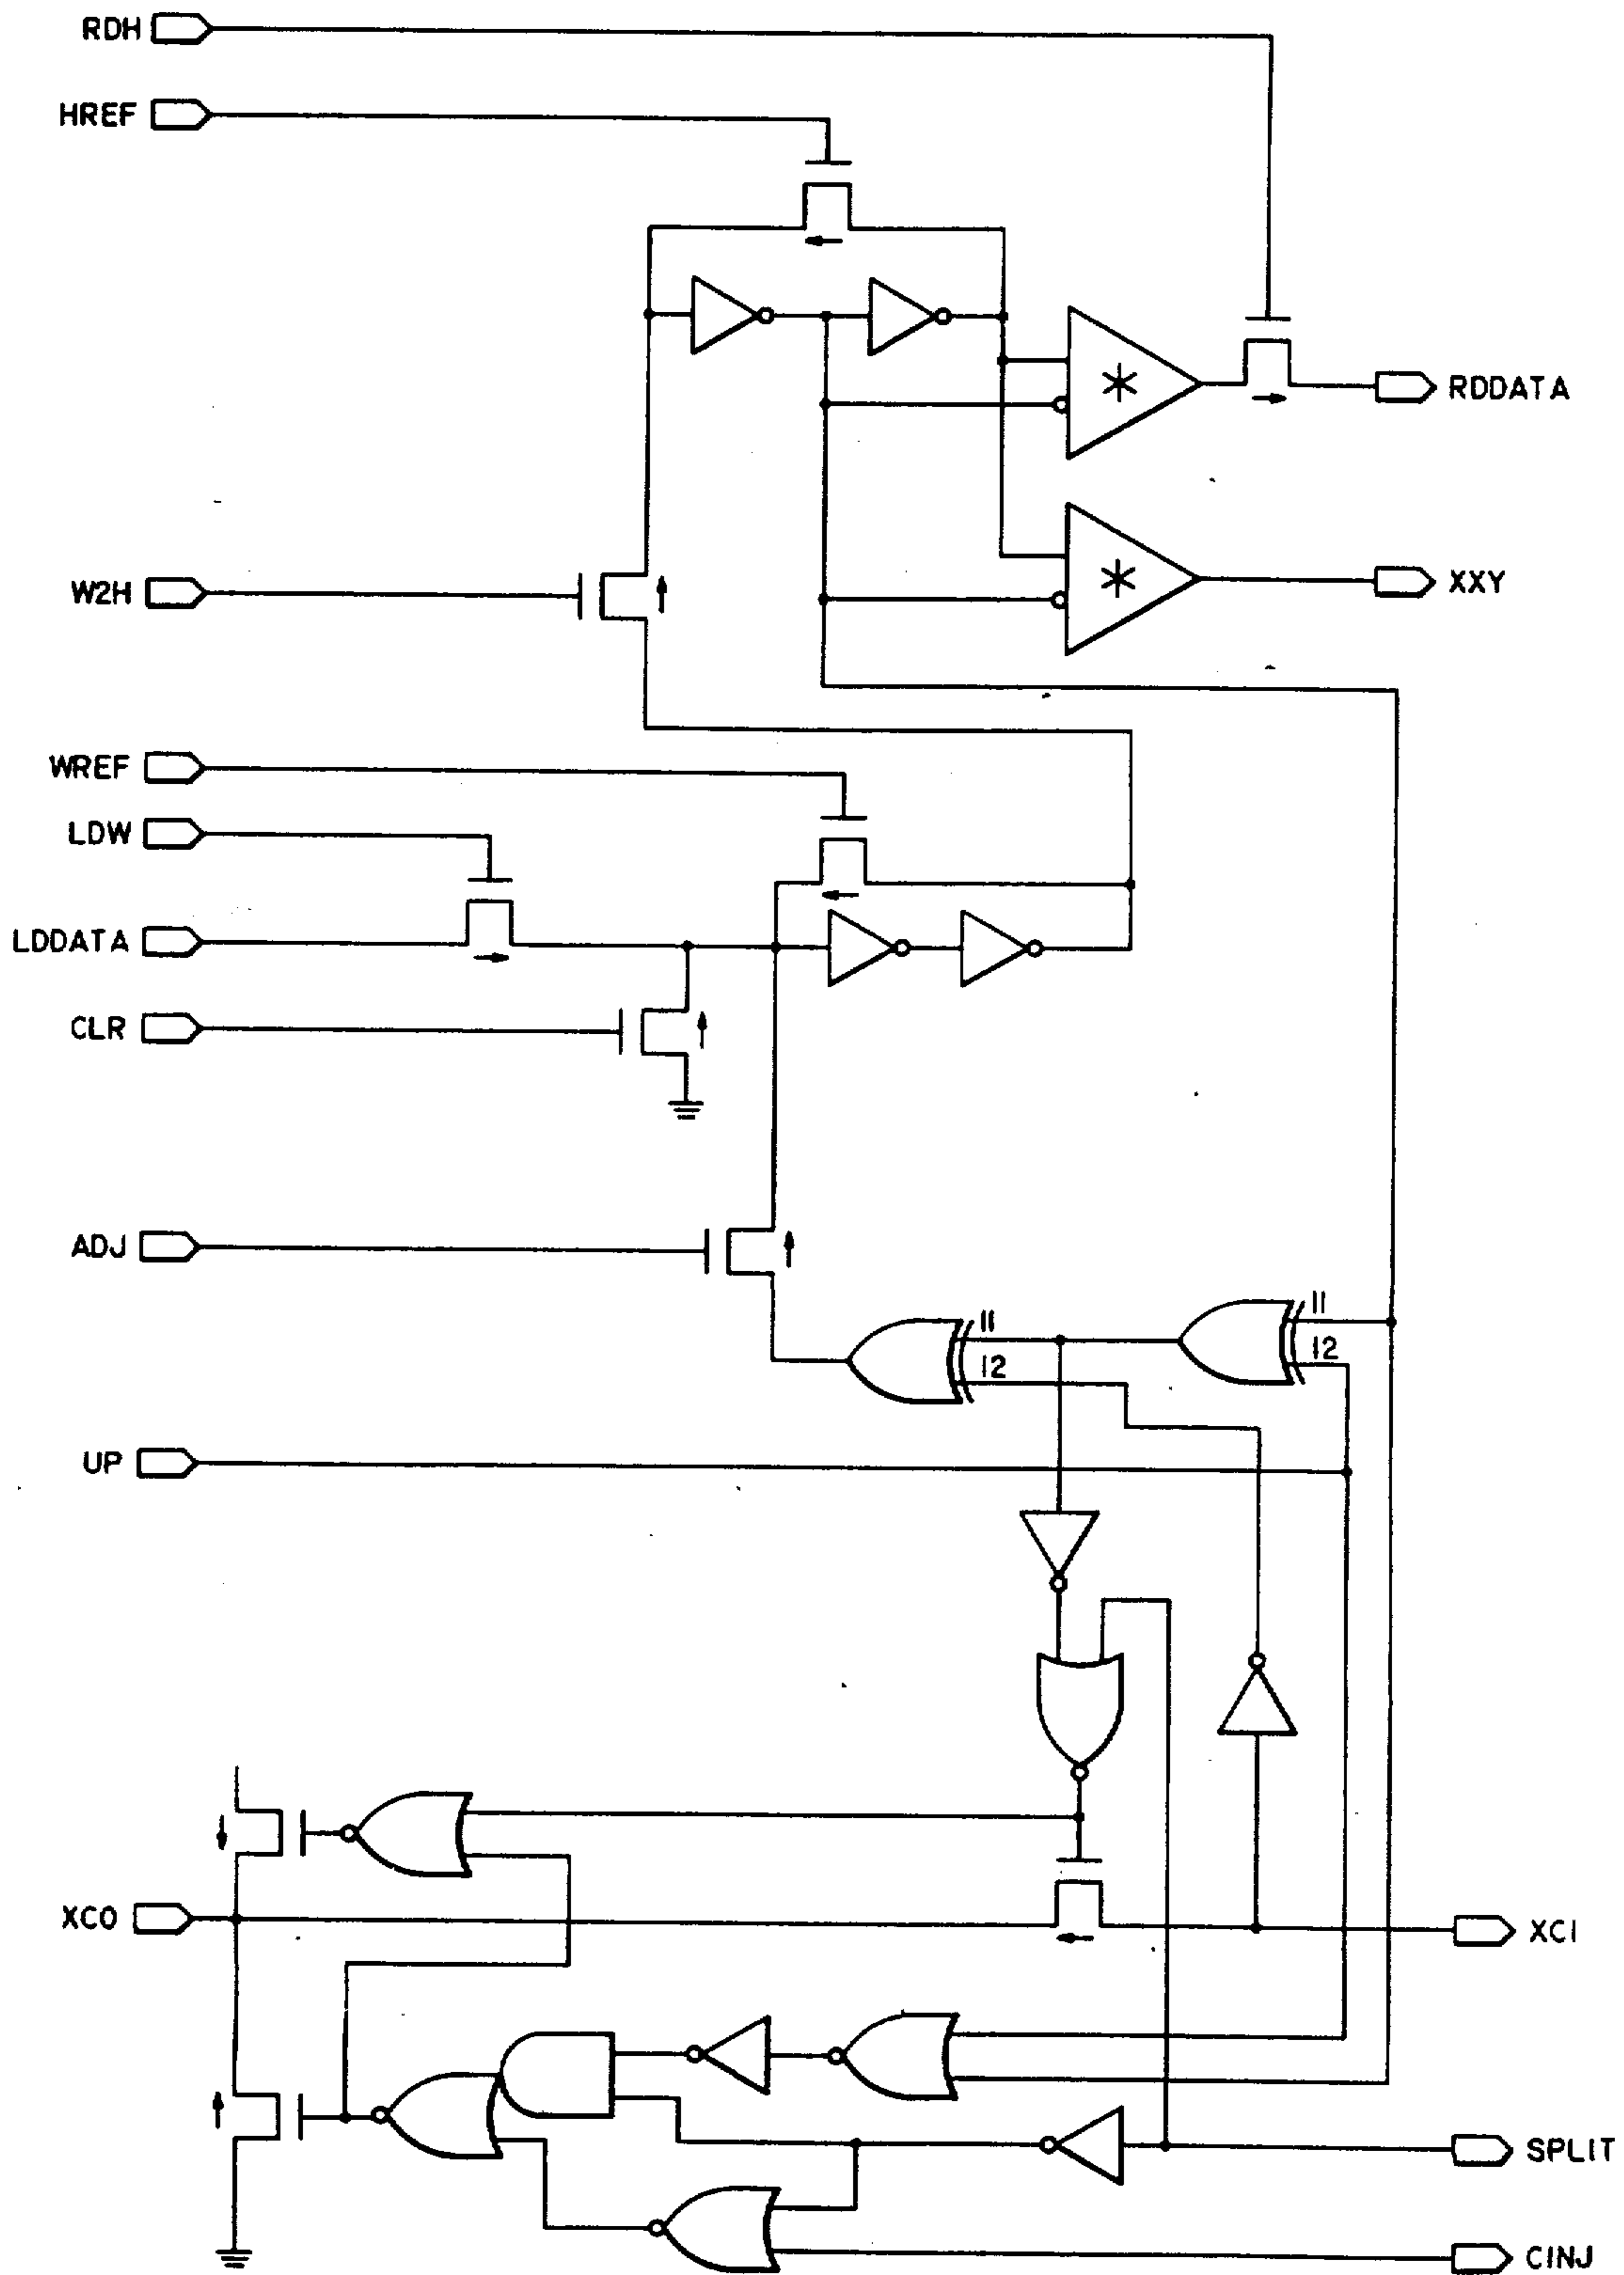 RDH
HREF
RDDATA
W2H
XXY
WREF
LDW
LDDATA
CLR
ADJ
I1
I2
I1
I2
UP
XCO
XCI
SPLIT
CINJ